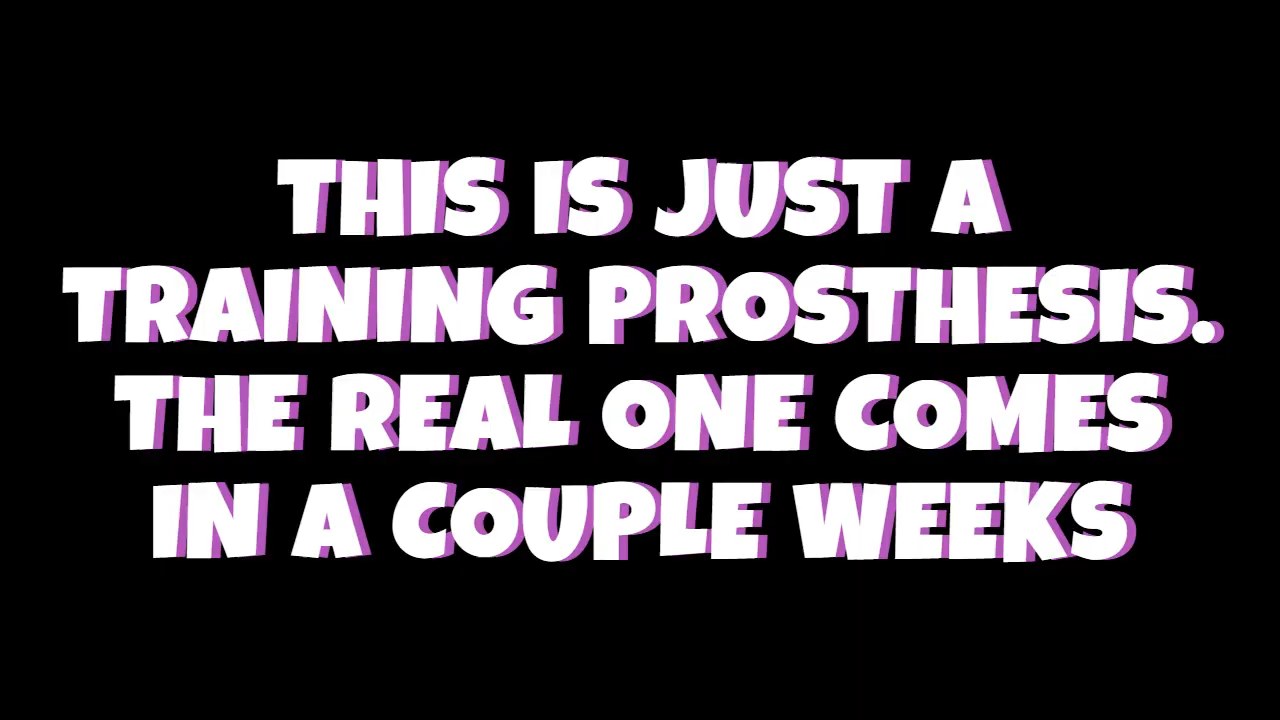 THIS IS JUST A
TRAINING PROSTHESIS.
THE REAL ONE COMES
IN A COUPLE WEEKS